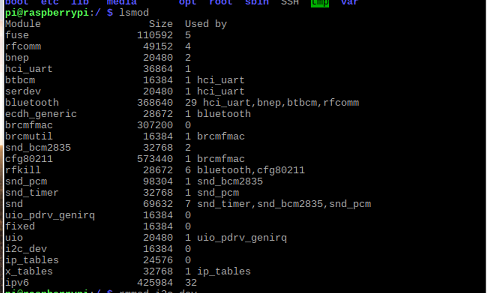 boot etc lib media opt root sbin SSH tmp var
pi@raspberrypi:/ $ lsmod
Module Size Used by
fuse 110592 5
rfcomm 49152 4
bnep 20480 2
hci_uart 36864 1
btbcm 16384 1 hci_uart
serdev 20480 1 hci_uart
bluetooth 368640 29 hci_uart,bnep,btbcm,rfcomm
ecdh_generic 28672 1 bluetooth
brcmfmac 307200 0
brcmutil 16384 1 brcmfmac
snd_bcm2835 32768 2
cfg80211 573440 1 brcmfmac
rfkill 28672 6 bluetooth,cfg80211
snd_pcm 98304 1 snd_bcm2835
snd_timer 32768 1 snd_pcm
snd 69632 7 snd_timer,snd_bcm2835,snd_pcm
uio_pdrv_genirq 16384 0
fixed 16384 0
uio 20480 1 uio_pdrv_genirq
i2c_dev 16384 0
ip_tables 24576 0
x_tables 32768 1 ip_tables
ipv6 425984 32
pi@raspberrypi:/ $ rmmod i2c_dev